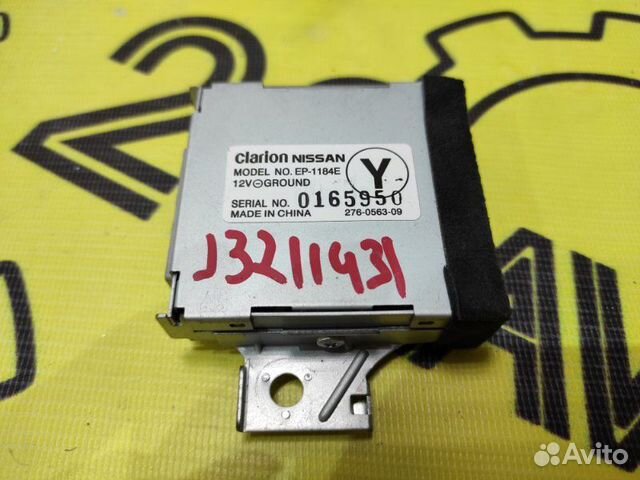 clarion NISSAN
MODEL NO. EP-1184E
12V⊖GROUND
Y
SERIAL NO. 0165950
MADE IN CHINA 276-0563-09
J3211431
Avito